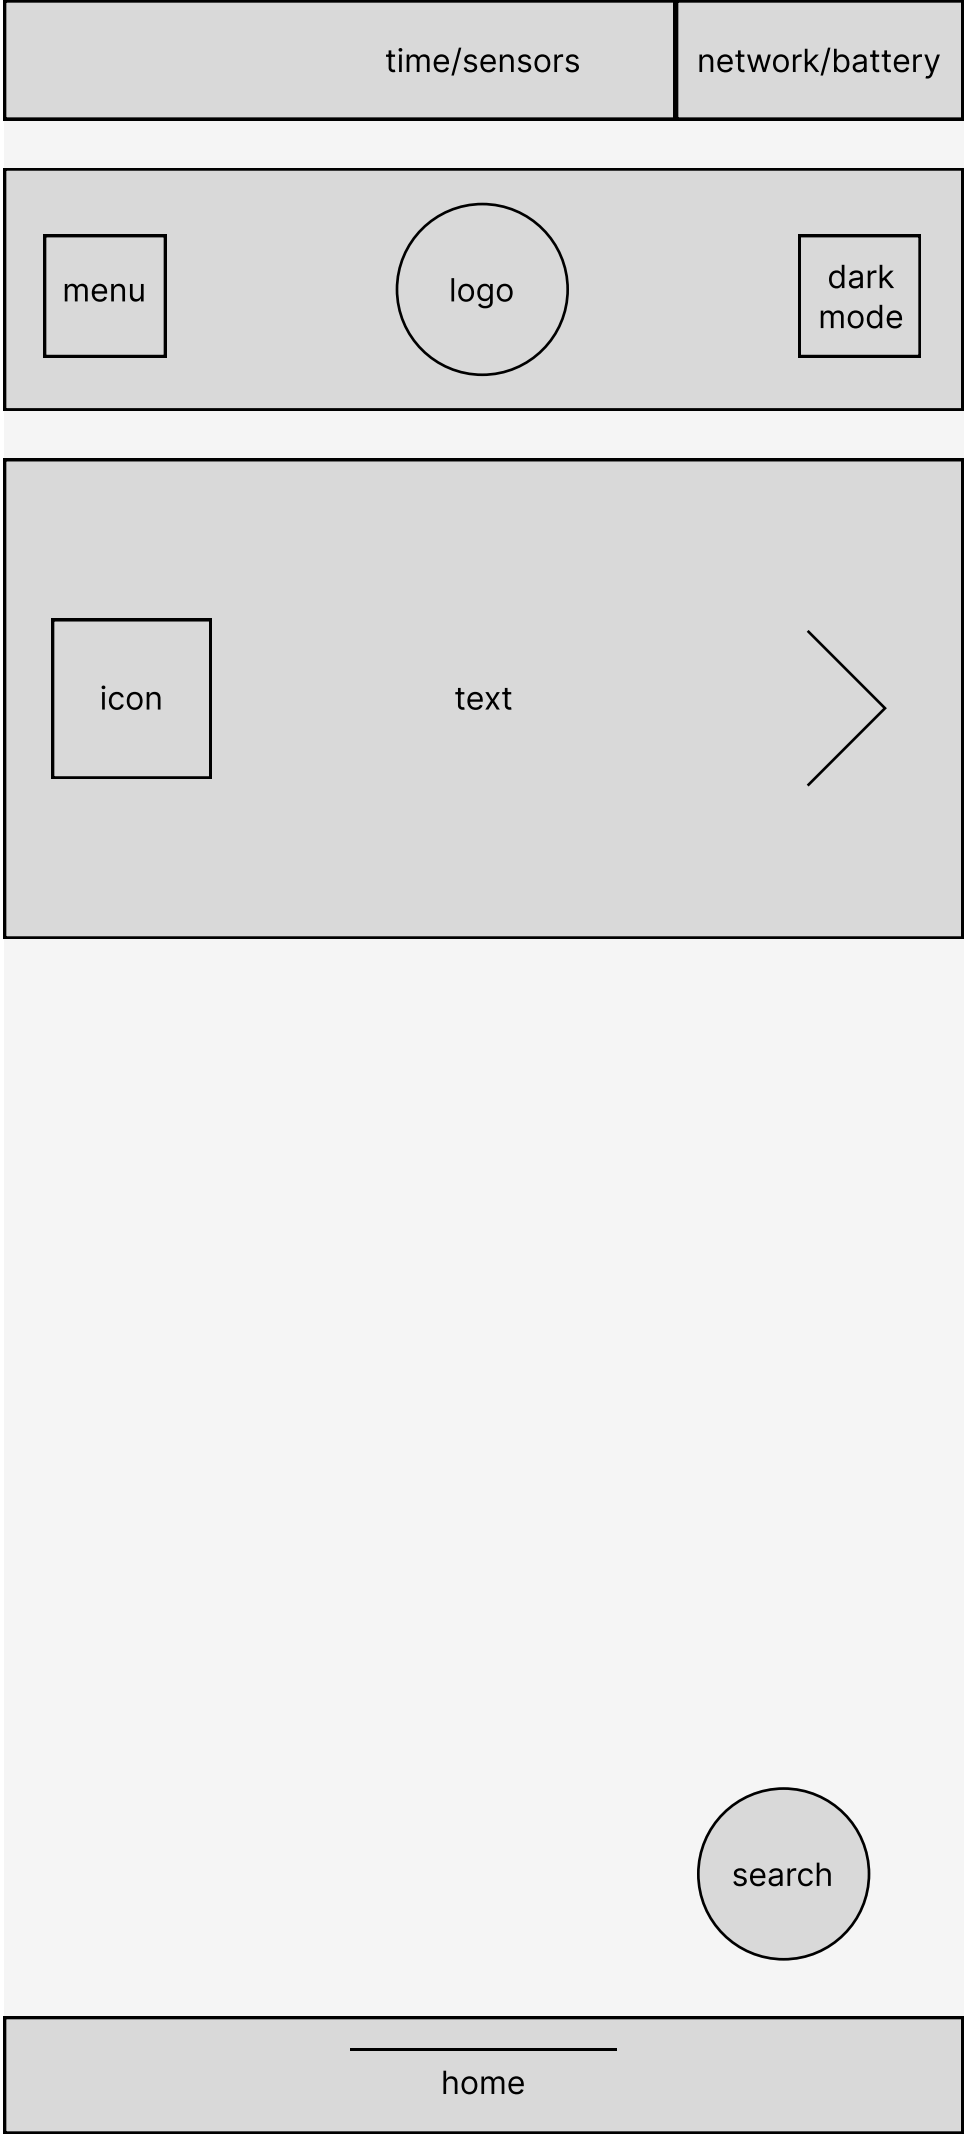 time/sensors
network/battery
menu
logo
dark
mode
icon
text
search
home